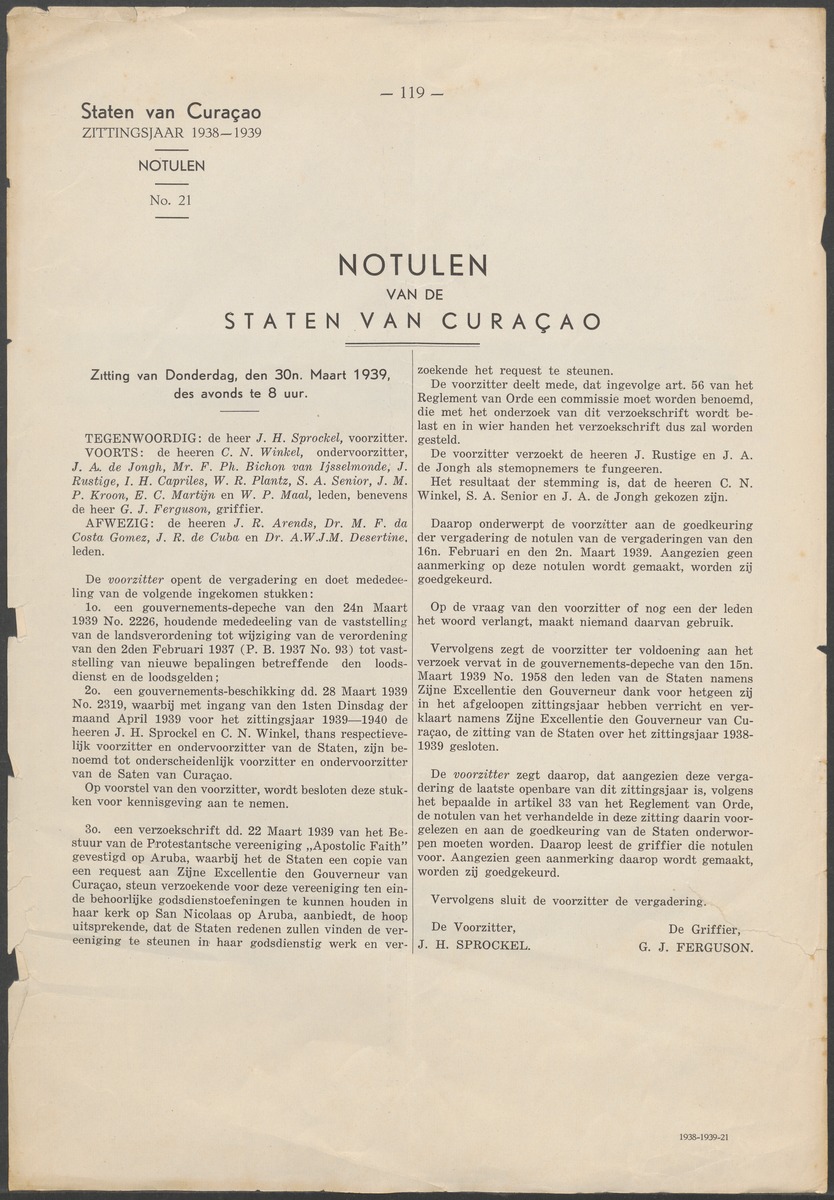 — 119 —
Staten van Curaçao
ZITTINGSJAAR 1938—1939
NOTULEN
No. 21
NOTULEN
VAN DE
STATEN VAN CURAÇAO
Zitting van Donderdag, den 30n. Maart 1939,
des avonds te 8 uur.
TEGENWOORDIG: de heer J. H. Sprockel, voorzitter.
VOORTS: de heeren C. N. Winkel, ondervoorzitter,
J. A. de Jongh, Mr. F. Ph. Bichon van Ijsselmonde, J.
Rustige, I. H. Capriles, W. R. Plantz, S. A. Senior, J. M.
P. Kroon, E. C. Martijn en W. P. Maal, leden, benevens
de heer G. J. Ferguson, griffier.
AFWEZIG: de heeren J. R. Arends, Dr. M. F. da
Costa Gomez, J. R. de Cuba en Dr. A.W.J.M. Desertine,
leden.
De voorzitter opent de vergadering en doet mededee-
ling van de volgende ingekomen stukken:
1o. een gouvernements-depeche van den 24n Maart
1939 No. 2226, houdende mededeeling van de vaststelling
van de landsverordening tot wijziging van de verordening
van den 2den Februari 1937 (P. B. 1937 No. 93) tot vast-
stelling van nieuwe bepalingen betreffende den loods-
dienst en de loodsgelden;
2o. een gouvernements-beschikking dd. 28 Maart 1939
No. 2319, waarbij met ingang van den 1sten Dinsdag der
maand April 1939 voor het zittingsjaar 1939—1940 de
heeren J. H. Sprockel en C. N. Winkel, thans respectieve-
lijk voorzitter en ondervoorzitter van de Staten, zijn be-
noemd tot onderscheidenlijk voorzitter en ondervoorzitter
van de Saten van Curaçao.
Op voorstel van den voorzitter, wordt besloten deze stuk-
ken voor kennisgeving aan te nemen.
3o. een verzoekschrift dd. 22 Maart 1939 van het Be-
stuur van de Protestantsche vereeniging „Apostolic Faith"
gevestigd op Aruba, waarbij het de Staten een copie van
een request aan Zijne Excellentie den Gouverneur van
Curaçao, steun verzoekende voor deze vereeniging ten ein-
de behoorlijke godsdienstoefeningen te kunnen houden in
haar kerk op San Nicolaas op Aruba, aanbiedt, de hoop
uitsprekende, dat de Staten redenen zullen vinden de ver-
eeniging te steunen in haar godsdienstig werk en ver-
zoekende het request te steunen.
De voorzitter deelt mede, dat ingevolge art. 56 van het
Reglement van Orde een commissie moet worden benoemd,
die met het onderzoek van dit verzoekschrift wordt be-
last en in wier handen het verzoekschrift dus zal worden
gesteld.
De voorzitter verzoekt de heeren J. Rustige en J. A.
de Jongh als stemopnemers te fungeeren.
Het resultaat der stemming is, dat de heeren C. N.
Winkel, S. A. Senior en J. A. de Jongh gekozen zijn.
Daarop onderwerpt de voorzitter aan de goedkeuring
der vergadering de notulen van de vergaderingen van den
16n. Februari en den 2n. Maart 1939. Aangezien geen
aanmerking op deze notulen wordt gemaakt, worden zij
goedgekeurd.
Op de vraag van den voorzitter of nog een der leden
het woord verlangt, maakt niemand daarvan gebruik.
Vervolgens zegt de voorzitter ter voldoening aan het
verzoek vervat in de gouvernements-depeche van den 15n.
Maart 1939 No. 1958 den leden van de Staten namens
Zijne Excellentie den Gouverneur dank voor hetgeen zij
in het afgeloopen zittingsjaar hebben verricht en ver-
klaart namens Zijne Excellentie den Gouverneur van Cu-
raçao, de zitting van de Staten over het zittingsjaar 1938-
1939 gesloten.
De voorzitter zegt daarop, dat aangezien deze verga-
dering de laatste openbare van dit zittingsjaar is, volgens
het bepaalde in artikel 33 van het Reglement van Orde,
de notulen van het verhandelde in deze zitting daarin voor-
gelezen en aan de goedkeuring van de Staten onderwor-
pen moeten worden. Daarop leest de griffier die notulen
voor. Aangezien geen aanmerking daarop wordt gemaakt,
worden zij goedgekeurd.
Vervolgens sluit de voorzitter de vergadering.
De Voorzitter,
J. H. SPROCKEL.
De Griffier,
G. J. FERGUSON.
1938-1939-21